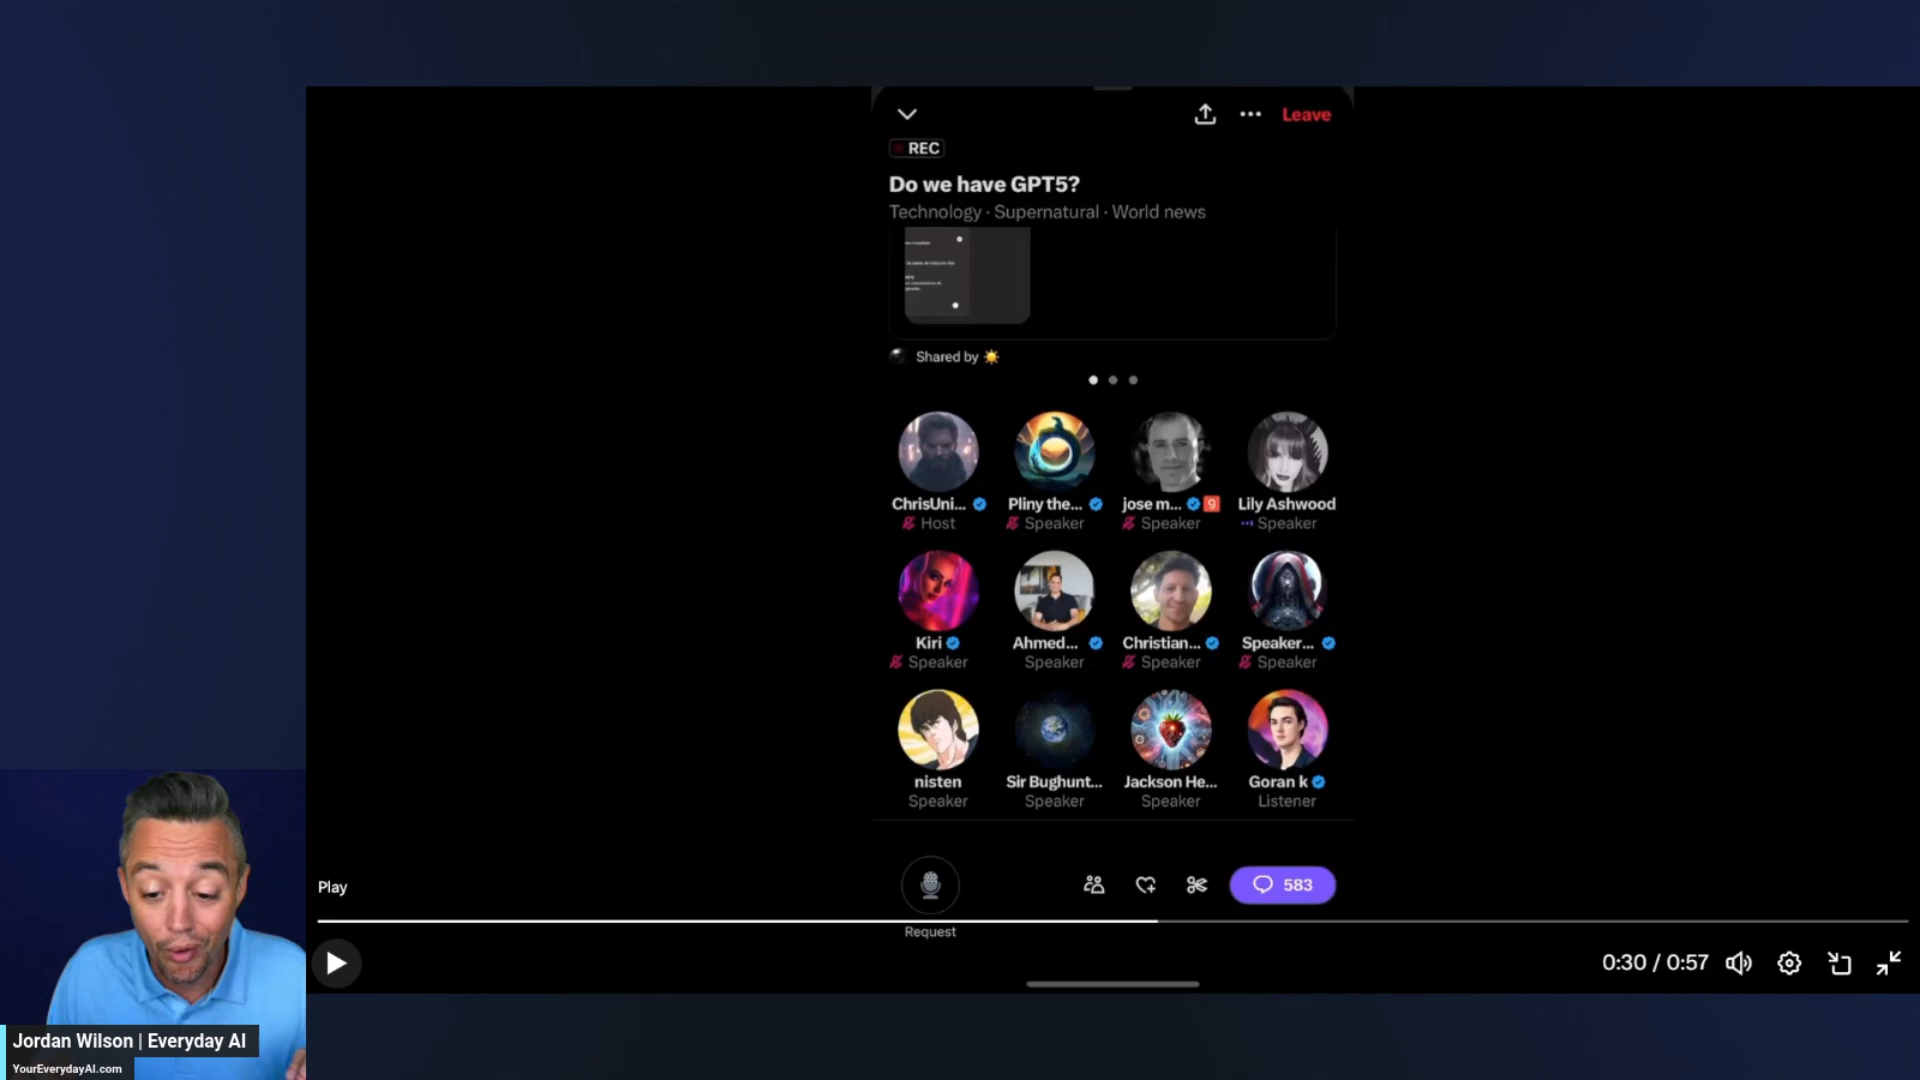 Leave
REC
Do we have GPT5?
Technology · Supernatural · World news
Shared by ☀️
ChrisUni... Pliny the... jose m... 9 Lily Ashwood
Host Speaker Speaker Speaker
Kiri Ahmed... Christian... Speaker...
Speaker Speaker Speaker Speaker
nisten Sir Bughunt... Jackson He... Goran k
Speaker Speaker Speaker Listener
583
Play
Request
0:30 / 0:57
Jordan Wilson | Everyday AI
YourEverydayAI.com